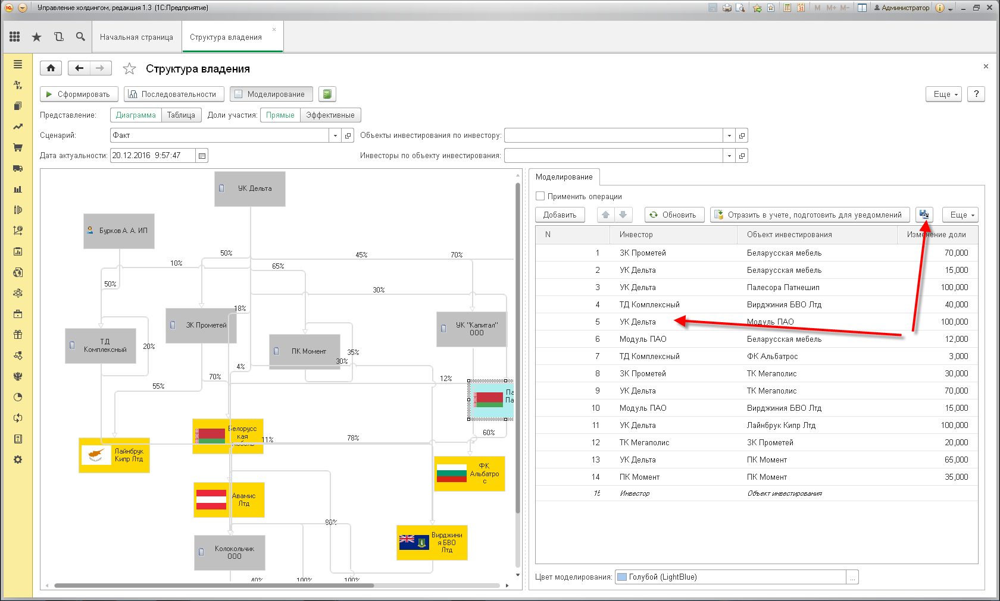 Управление холдингом, редакция 1.3 (1С:Предприятие)
M M+ M-
Администратор
Начальная страница
Структура владения
Структура владения
Сформировать
Последовательности
Моделирование
Еще
?
Представление:
Диаграмма
Таблица
Доли участия:
Прямые
Эффективные
Сценарий:
Факт
Объекты инвестирования по инвестору:
Дата актуальности:
20.12.2016 9:57:47
Инвесторы по объекту инвестирования:
УК Дельта
Бурков А. А. ИП
50%
10%
45%
70%
65%
50%
30%
18%
ЗК Прометей
УК "Капитал"
ООО
ТД
Комплексный
20%
ПК Момент
35%
30%
4%
70%
12%
55%
Па
Па
60%
Белорусс
кая
мебель
11%
78%
Лайнбрук
Кипр Лтд
ФК
Альбатро
с
Авамис
Лтд
80%
Вирджини
я БВО
Лтд
Колокольчик
ООО
40%
100%
100%
Моделирование
Применить операции
Добавить
Обновить
Отразить в учете, подготовить для уведомлений
Еще
N Инвестор Объект инвестирования Изменение доли
1 ЗК Прометей Беларусская мебель 70,000
2 УК Дельта Беларусская мебель 15,000
3 УК Дельта Палесора Патнешип 100,000
4 ТД Комплексный Вирджиния БВО Лтд 40,000
5 УК Дельта Модуль ПАО 100,000
6 Модуль ПАО Беларусская мебель 12,000
7 ТД Комплексный ФК Альбатрос 3,000
8 ЗК Прометей ТК Мегаполис 30,000
9 УК Дельта ТК Мегаполис 70,000
10 Модуль ПАО Вирджиния БВО Лтд 15,000
11 УК Дельта Лайнбрук Кипр Лтд 100,000
12 ТК Мегаполис ЗК Прометей 20,000
13 УК Дельта ПК Момент 65,000
14 ПК Момент ПК Момент 35,000
15 Инвестор Объект инвестирования
Цвет моделирования:
Голубой (LightBlue)
...